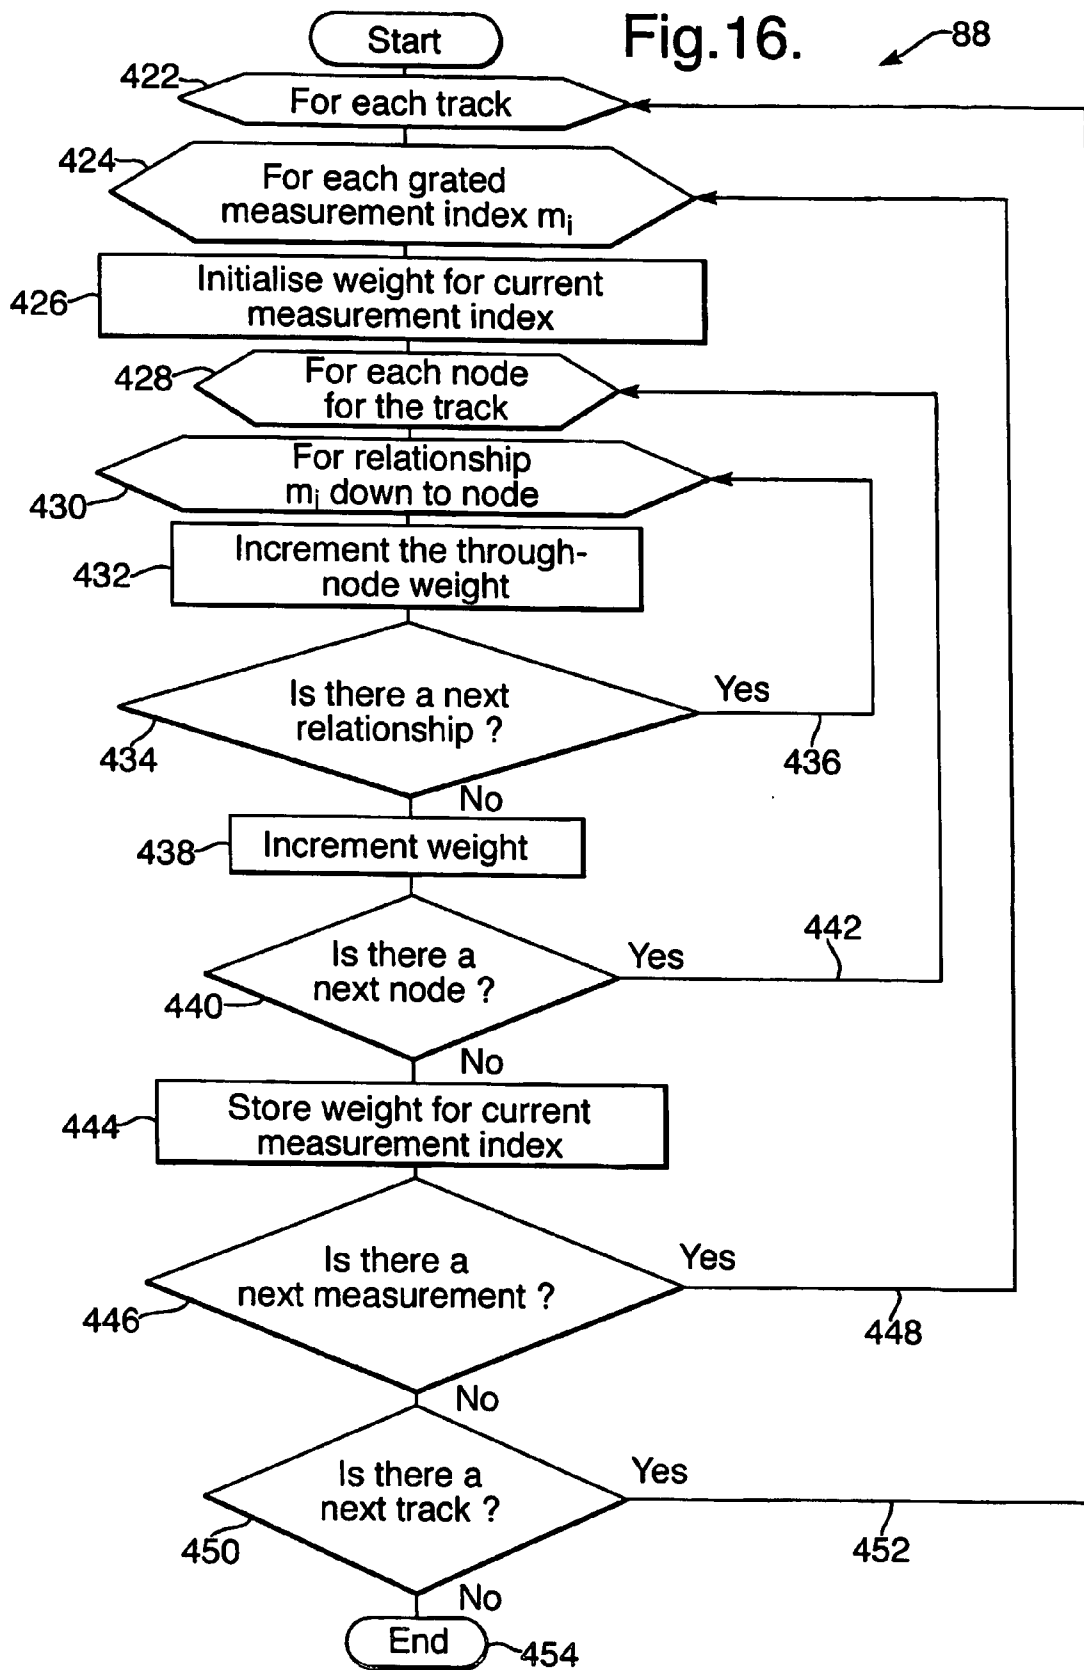 Fig.16.
88
Start
422
For each track
424
For each grated
measurement index mi
426
Initialise weight for current
measurement index
428
For each node
for the track
430
For relationship
mi down to node
432
Increment the through-
node weight
434
Is there a next
relationship ?
Yes
436
No
438
Increment weight
440
Is there a
next node ?
Yes
442
No
444
Store weight for current
measurement index
446
Is there a
next measurement ?
Yes
448
No
450
Is there a
next track ?
Yes
452
No
End
454